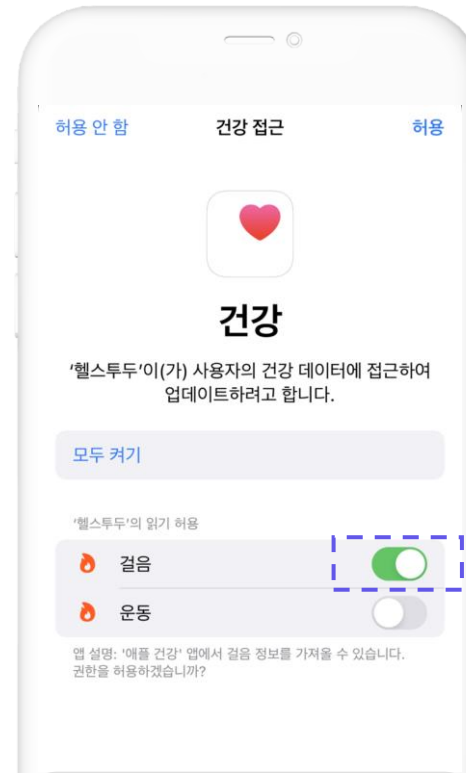 허용 안 함 건강 접근 허용
건강
'헬스투두'이(가) 사용자의 건강 데이터에 접근하여
업데이트하려고 합니다.
모두 켜기
'헬스투두'의 읽기 허용
걸음
운동
앱 설명: '애플 건강' 앱에서 걸음 정보를 가져올 수 있습니다.
권한을 허용하겠습니까?